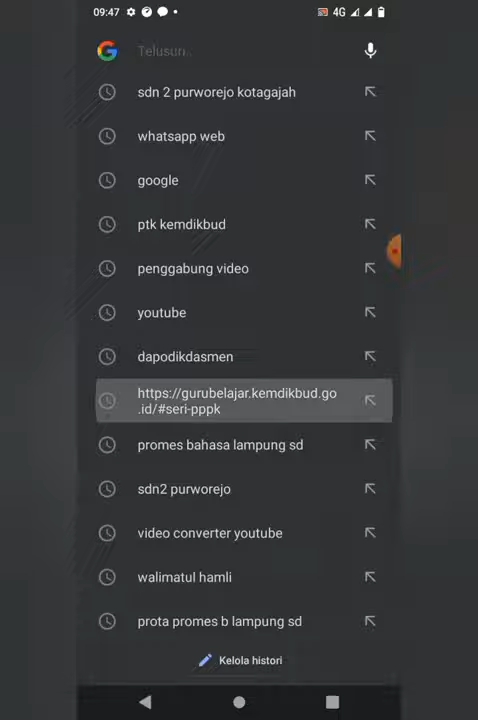 09:47
4G
Telusuri..
sdn 2 purworejo kotagajah
whatsapp web
google
ptk kemdikbud
penggabung video
youtube
dapodikdasmen
https://gurubelajar.kemdikbud.go
.id/#seri-pppk
promes bahasa lampung sd
sdn2 purworejo
video converter youtube
walimatul hamli
prota promes b lampung sd
Kelola histori